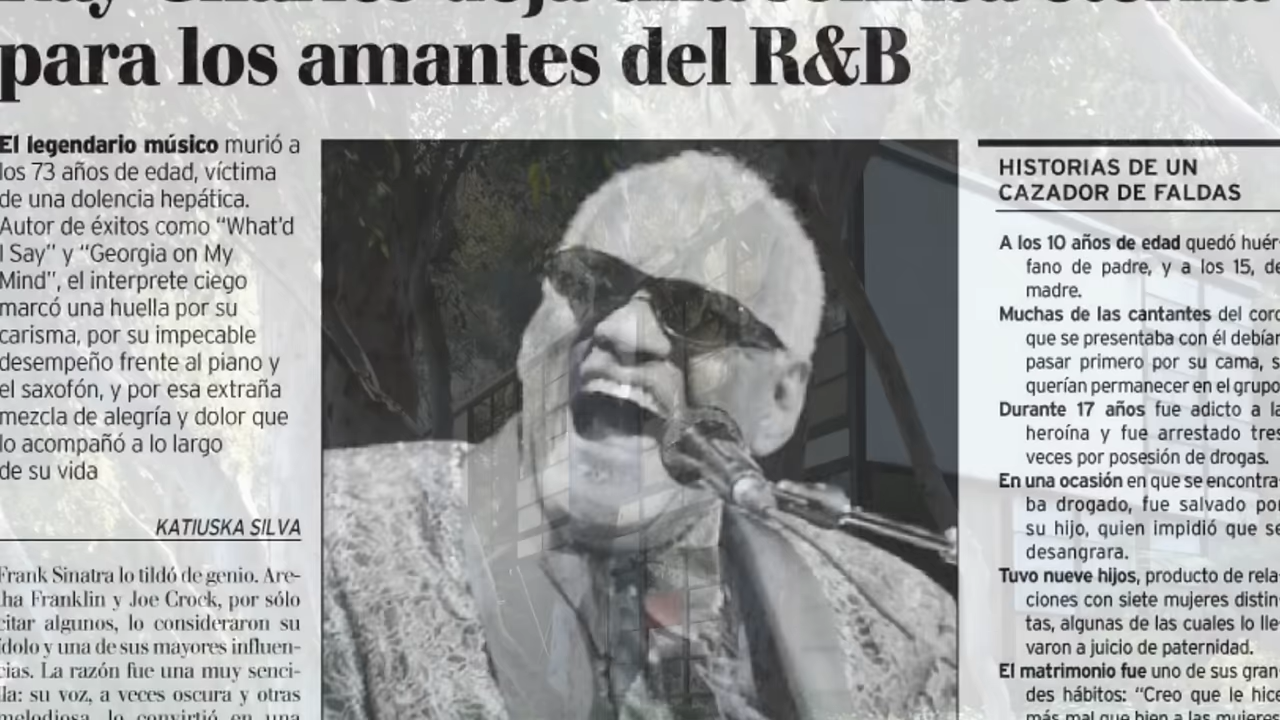 para los amantes del R&B
El legendario músico murió a
los 73 años de edad, víctima
de una dolencia hepática.
Autor de éxitos como “What'd
I Say” y “Georgia on My
Mind”, el interprete ciego
marcó una huella por su
carisma, por su impecable
desempeño frente al piano y
el saxofón, y por esa extraña
mezcla de alegría y dolor que
lo acompañó a lo largo
de su vida
KATIUSKA SILVA
Frank Sinatra lo tildó de genio. Are-
tha Franklin y Joe Crock, por sólo
citar algunos, lo consideraron su
ídolo y una de sus mayores influen-
cias. La razón fue una muy senci-
lla: su voz, a veces oscura y otras
melodiosa, lo convirtió en una
HISTORIAS DE UN
CAZADOR DE FALDAS
A los 10 años de edad quedó huér-
fano de padre, y a los 15, de
madre.
Muchas de las cantantes del coro
que se presentaba con él debían
pasar primero por su cama, si
querían permanecer en el grupo.
Durante 17 años fue adicto a la
heroína y fue arrestado tres
veces por posesión de drogas.
En una ocasión en que se encontra-
ba drogado, fue salvado por
su hijo, quien impidió que se
desangrara.
Tuvo nueve hijos, producto de rela-
ciones con siete mujeres distin-
tas, algunas de las cuales lo lle-
varon a juicio de paternidad.
El matrimonio fue uno de sus gran-
des hábitos: “Creo que le hice
más mal que bien a las mujeres